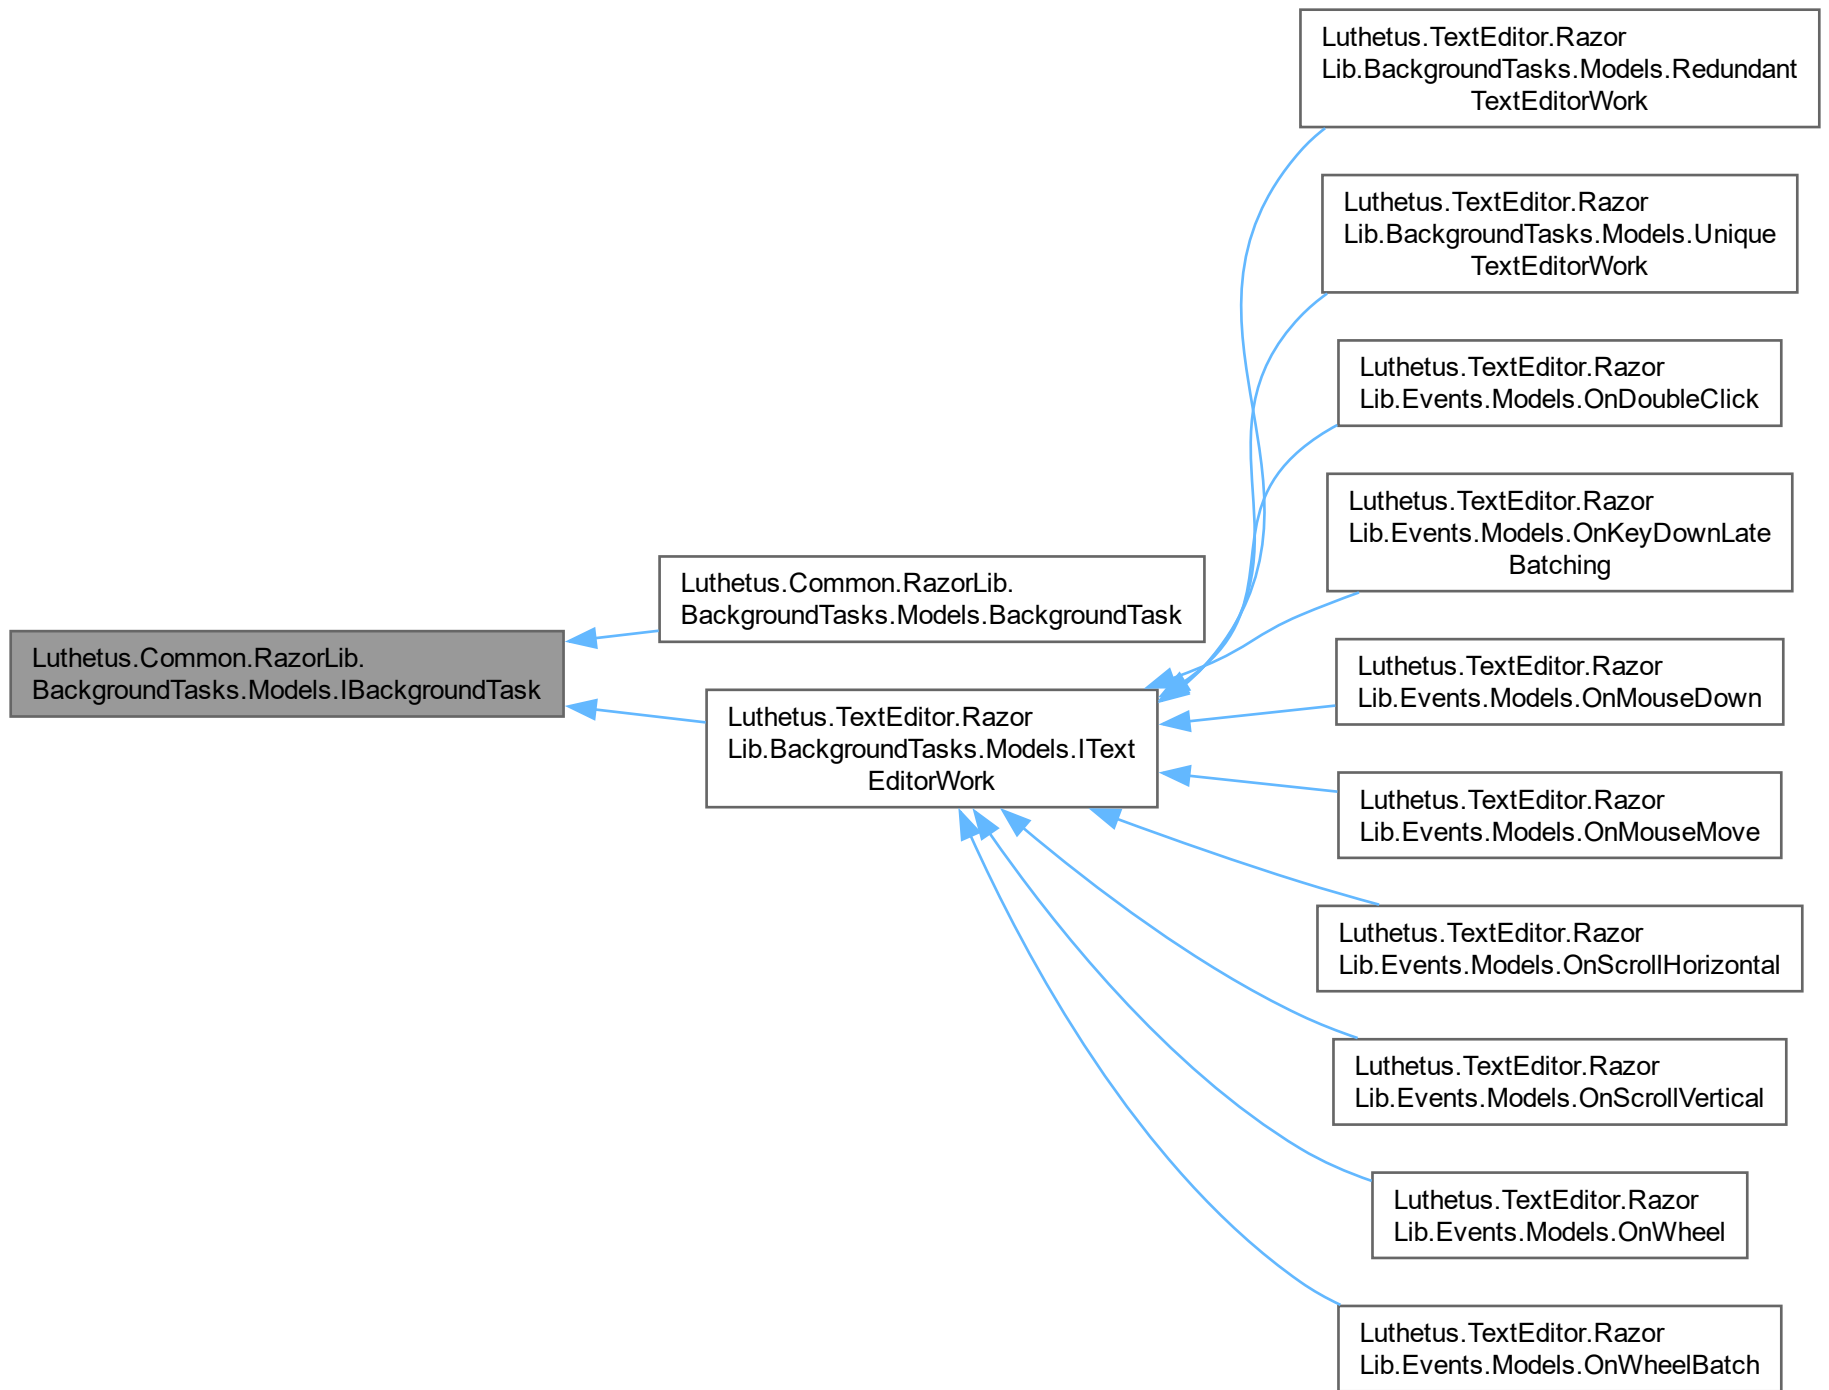 Luthetus.Common.RazorLib.
BackgroundTasks.Models.IBackgroundTask
Luthetus.Common.RazorLib.
BackgroundTasks.Models.BackgroundTask
Luthetus.TextEditor.Razor
Lib.BackgroundTasks.Models.IText
EditorWork
Luthetus.TextEditor.Razor
Lib.BackgroundTasks.Models.Redundant
TextEditorWork
Luthetus.TextEditor.Razor
Lib.BackgroundTasks.Models.Unique
TextEditorWork
Luthetus.TextEditor.Razor
Lib.Events.Models.OnDoubleClick
Luthetus.TextEditor.Razor
Lib.Events.Models.OnKeyDownLate
Batching
Luthetus.TextEditor.Razor
Lib.Events.Models.OnMouseDown
Luthetus.TextEditor.Razor
Lib.Events.Models.OnMouseMove
Luthetus.TextEditor.Razor
Lib.Events.Models.OnScrollHorizontal
Luthetus.TextEditor.Razor
Lib.Events.Models.OnScrollVertical
Luthetus.TextEditor.Razor
Lib.Events.Models.OnWheel
Luthetus.TextEditor.Razor
Lib.Events.Models.OnWheelBatch